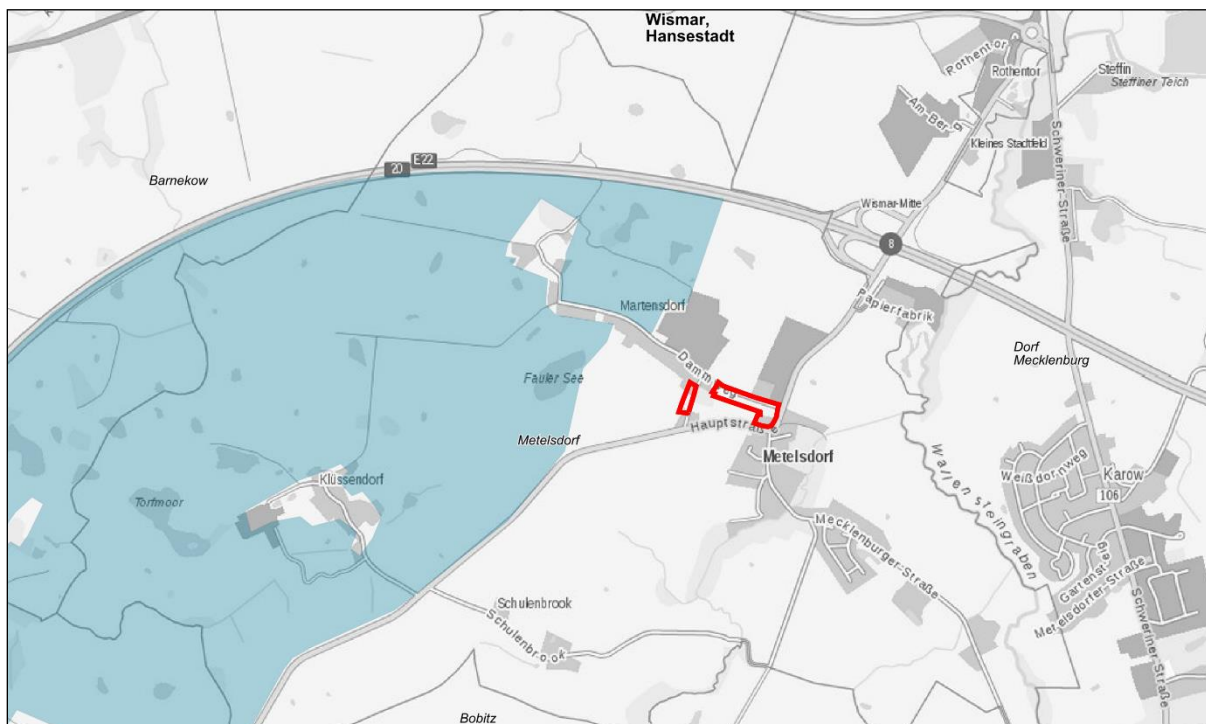 Wismar,
Hansestadt
Rothentor
Rothentor
Steffin
Steffiner Teich
Am-Berg
Kleines Stadtfeld
Schweriner-Straße
E22
20
Barnekow
Wismar-Mitte
8
Papierfabrik
Martensdorf
Dorf
Mecklenburg
Dammweg
Fauler See
Hauptstraße
Metelsdorf
Metelsdorf
Wallensteingraben
Weißdornweg
Karow
106
Klüssendorf
Torfmoor
Mecklenburger-Straße
Gartensteig
Metelsdorfer-Straße
Schweriner-Straße
Schulenbrook
Schulenbrook
Bobitz